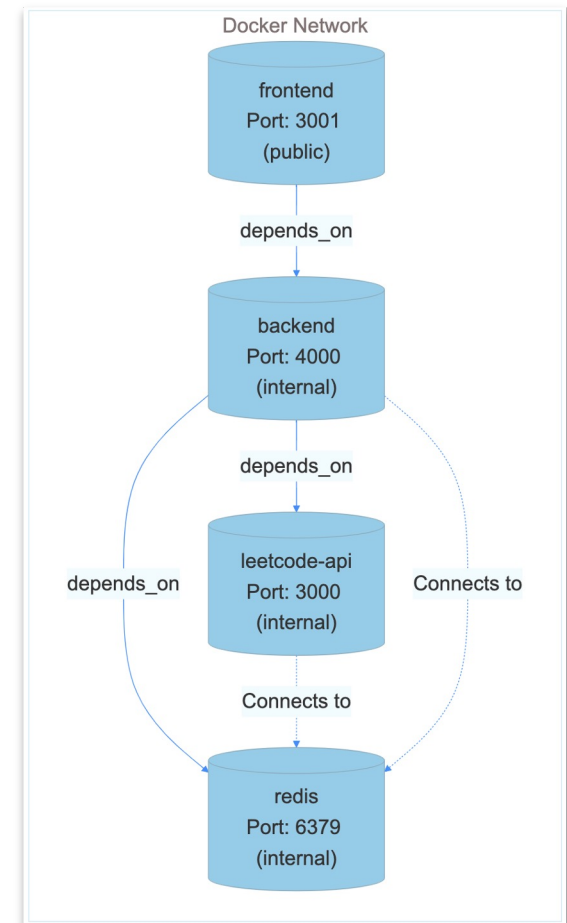 Docker Network
frontend
Port: 3001
(public)
depends_on
backend
Port: 4000
(internal)
depends_on
leetcode-api
Port: 3000
(internal)
depends_on
Connects to
Connects to
redis
Port: 6379
(internal)